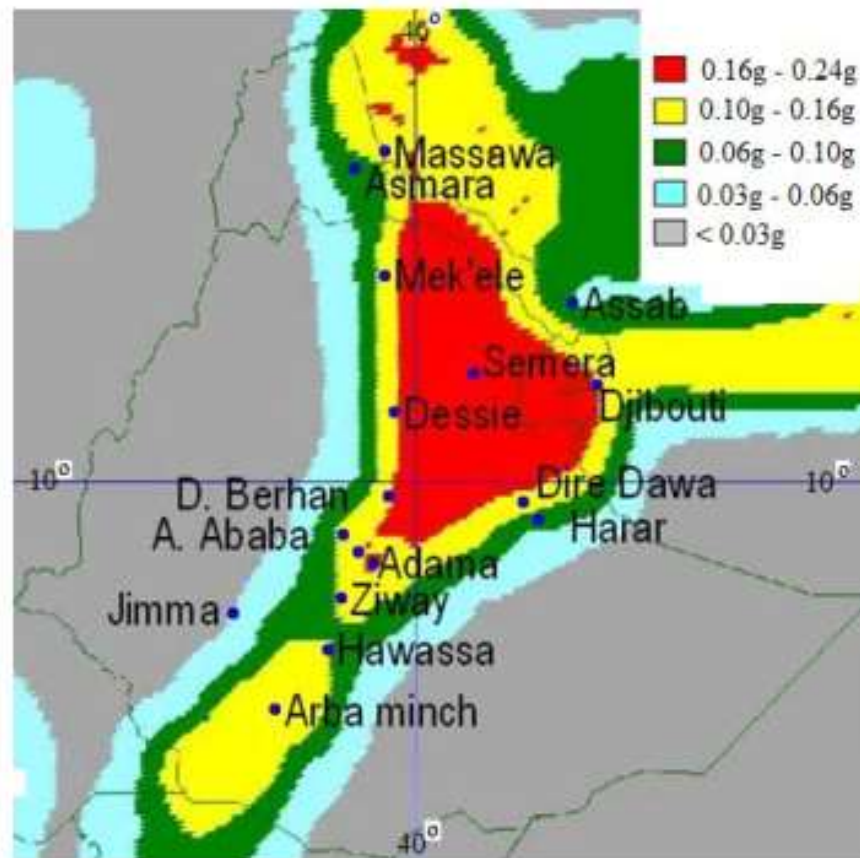 40°
0.16g - 0.24g
0.10g - 0.16g
0.06g - 0.10g
0.03g - 0.06g
< 0.03g
Massawa
Asmara
Mek'ele
Assab
Semera
Djibouti
Dessie
10°
10°
D. Berhan
Dire Dawa
A. Ababa
Harar
Adama
Jimma
Ziway
Hawassa
Arba minch
40°